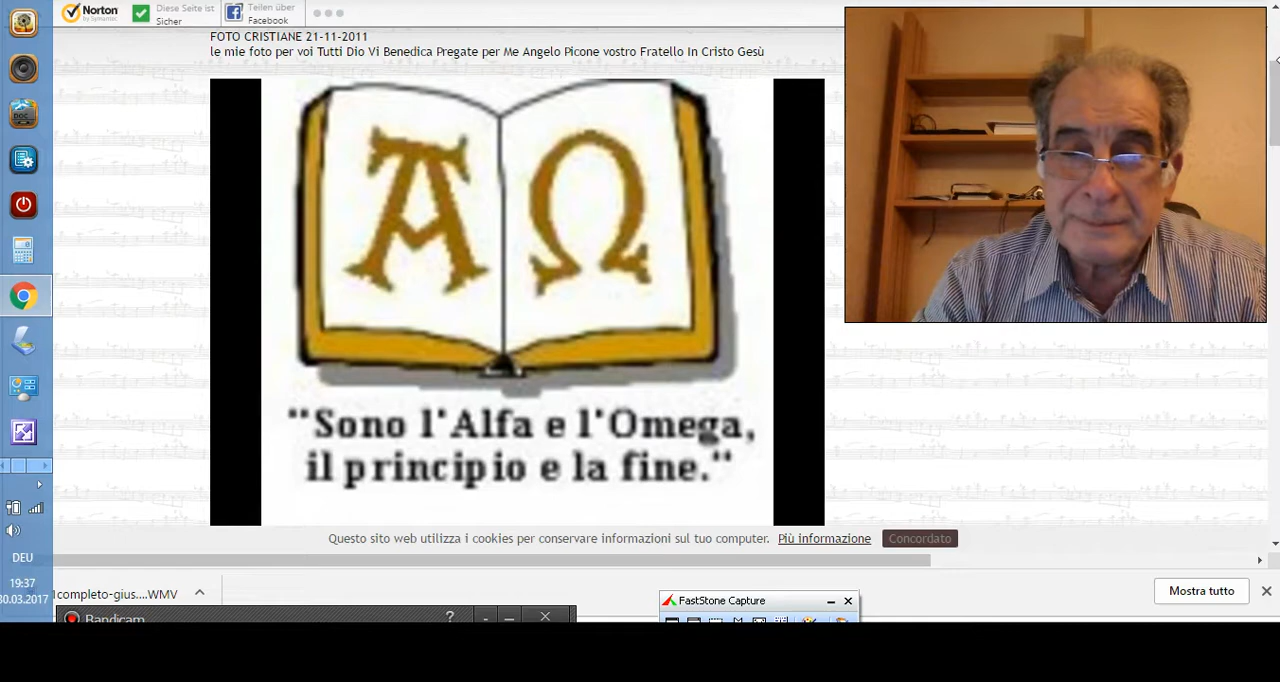 Norton
by Symantec
Diese Seite ist
Sicher
Teilen über
Facebook
FOTO CRISTIANE 21-11-2011
le mie foto per voi Tutti Dio Vi Benedica Pregate per Me Angelo Picone vostro Fratello In Cristo Gesù
A Ω
"Sono l'Alfa e l'Omega,
il principio e la fine."
Questo sito web utilizza i cookies per conservare informazioni sul tuo computer. Più informazione Concordato
DOC
DEU
19:37
30.03.2017
completo-gius....WMV
Mostra tutto
Bandicam
?
FastStone Capture